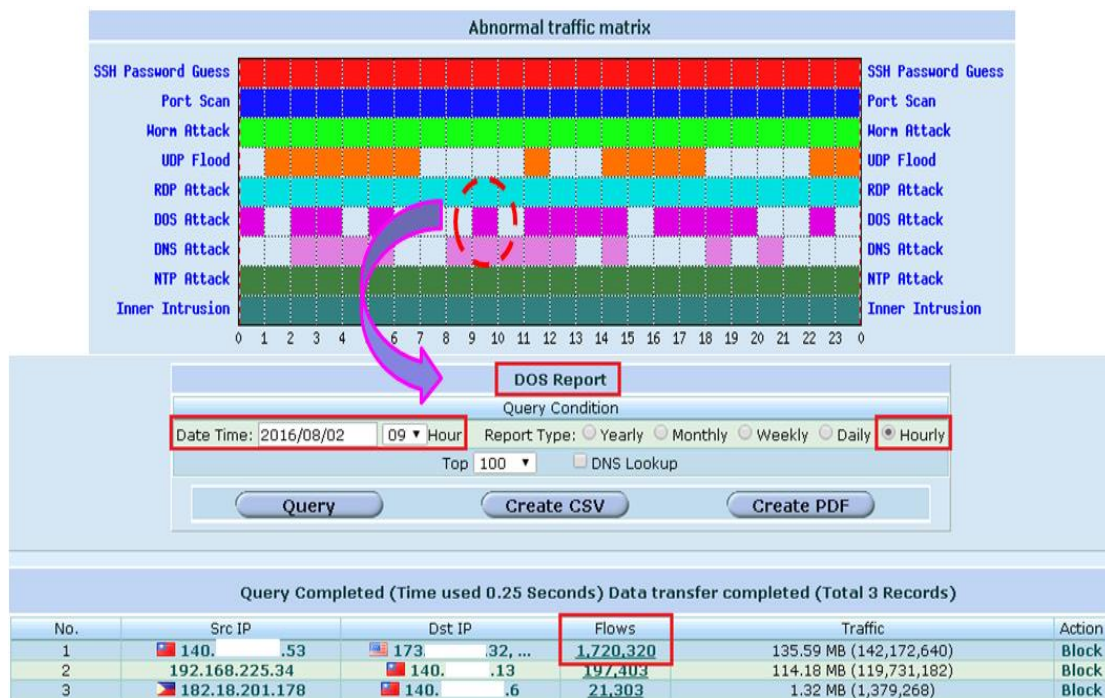 Abnormal traffic matrix
SSH Password Guess SSH Password Guess
Port Scan Port Scan
Worm Attack Worm Attack
UDP Flood UDP Flood
RDP Attack RDP Attack
DOS Attack DOS Attack
DNS Attack DNS Attack
NTP Attack NTP Attack
Inner Intrusion Inner Intrusion
0 1 2 3 4 6 7 8 9 10 11 12 13 14 15 16 17 18 19 20 21 22 23 0
DOS Report
Query Condition
Date Time: 2016/08/02 09 Hour Report Type: Yearly Monthly Weekly Daily Hourly
Top 100 DNS Lookup
Query Create CSV Create PDF
Query Completed (Time used 0.25 Seconds) Data transfer completed (Total 3 Records)
No. Src IP Dst IP Flows Traffic Action
1 140. .53 173. .32, ... 1,720,320 135.59 MB (142,172,640) Block
2 192.168.225.34 140. .13 197,403 114.18 MB (119,731,182) Block
3 182.18.201.178 140. .6 21,303 1.32 MB (1,379,268) Block